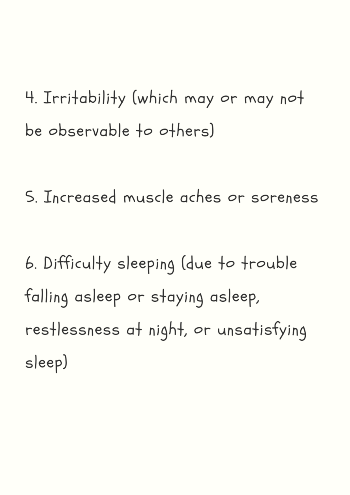 4. Irritability (which may or may not
be observable to others)
5. Increased muscle aches or soreness
6. Difficulty sleeping (due to trouble
falling asleep or staying asleep,
restlessness at night, or unsatisfying
sleep)